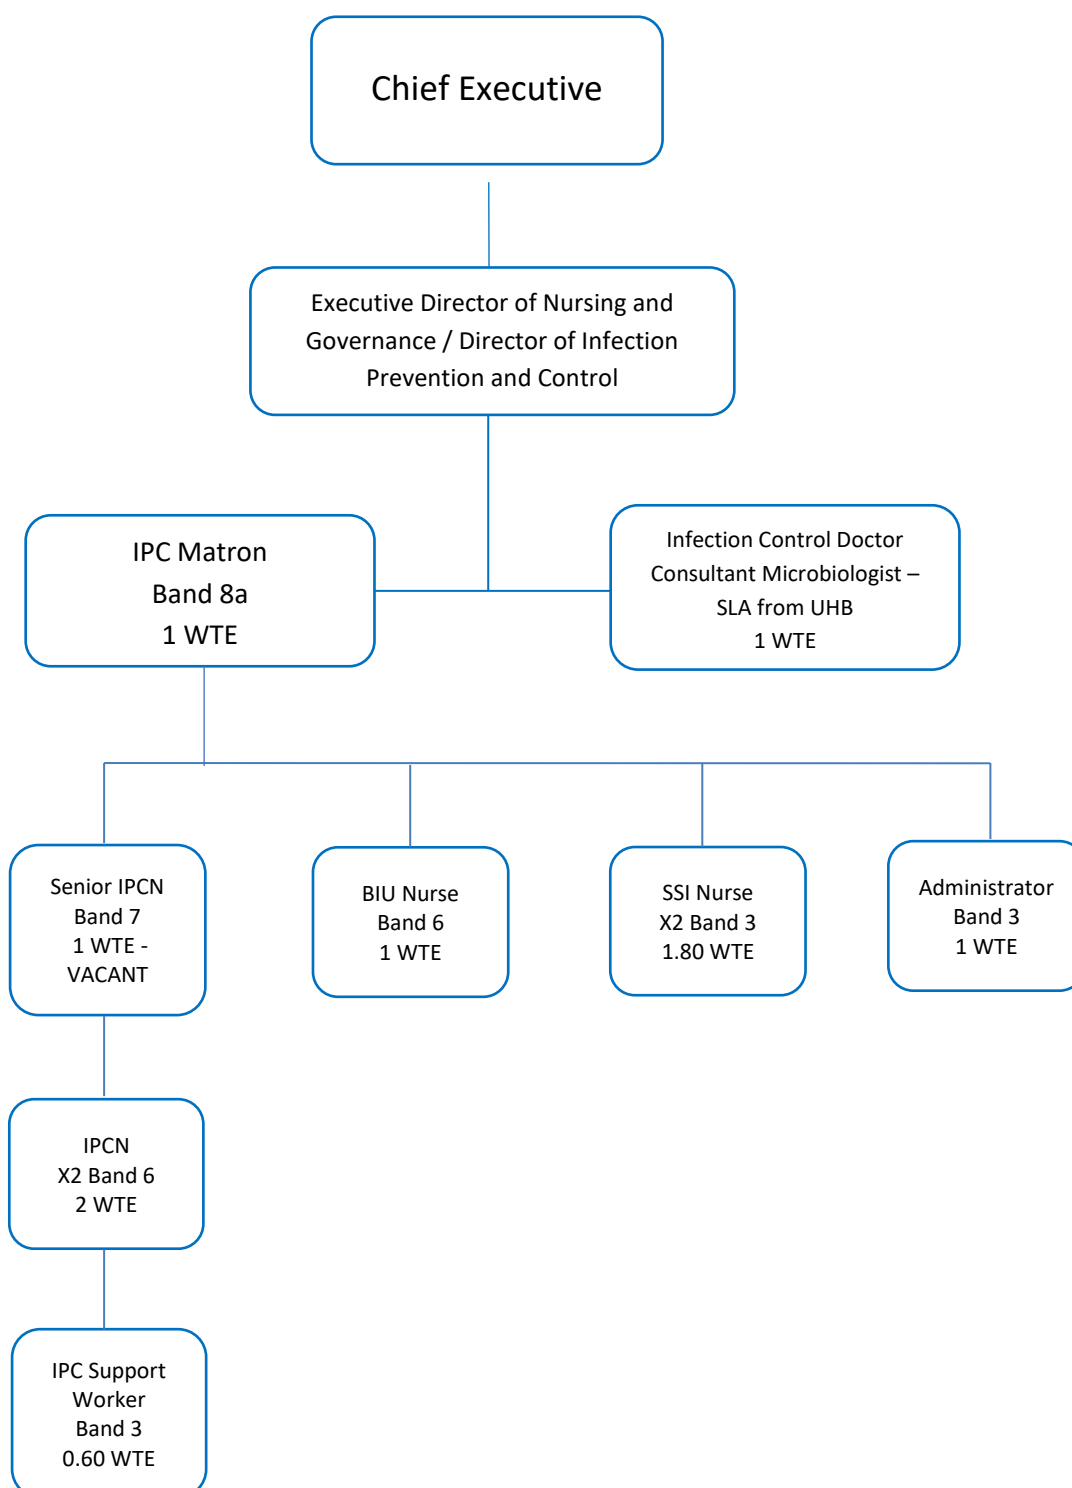 Chief Executive
Executive Director of Nursing and
Governance / Director of Infection
Prevention and Control
IPC Matron
Band 8a
1 WTE
Infection Control Doctor
Consultant Microbiologist –
SLA from UHB
1 WTE
Senior IPCN
Band 7
1 WTE -
VACANT
BIU Nurse
Band 6
1 WTE
SSI Nurse
X2 Band 3
1.80 WTE
Administrator
Band 3
1 WTE
IPCN
X2 Band 6
2 WTE
IPC Support
Worker
Band 3
0.60 WTE